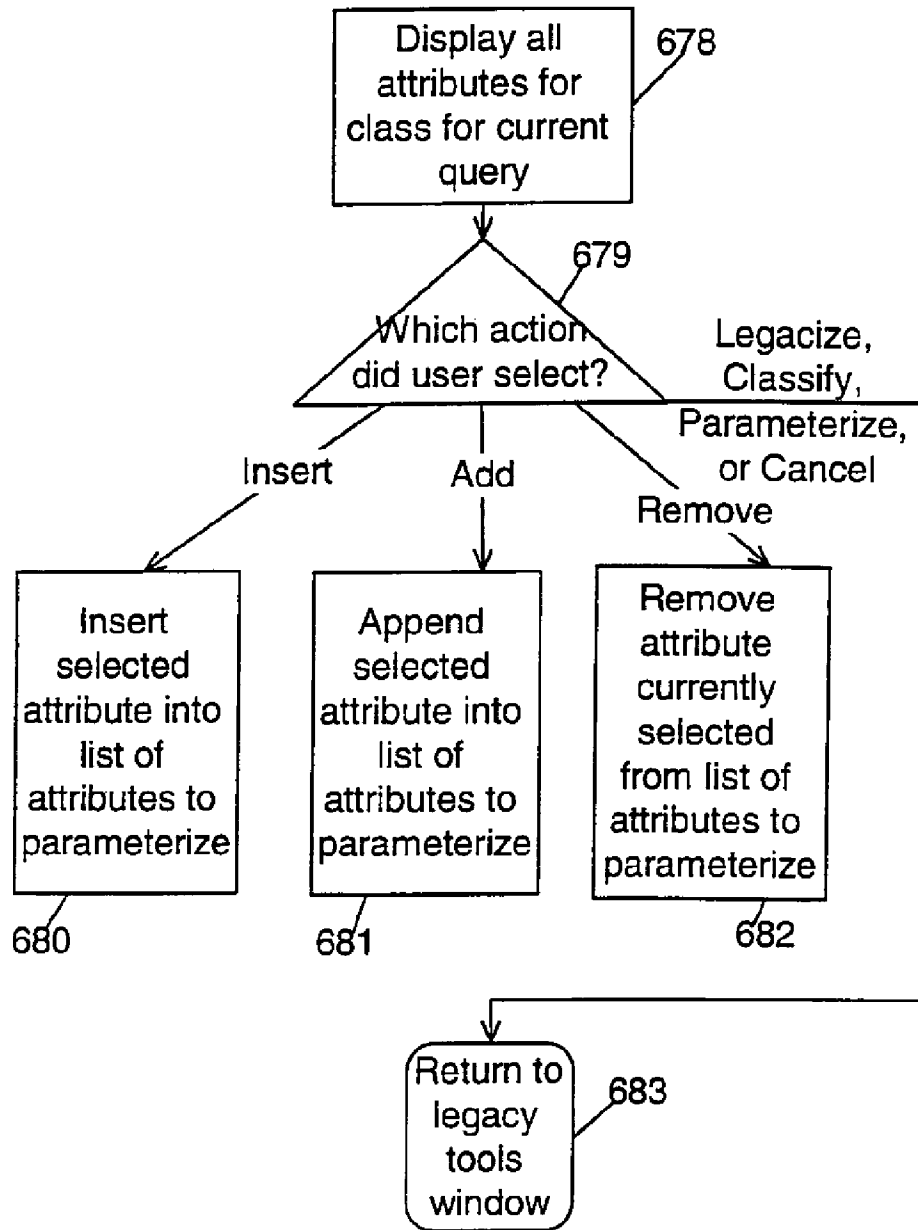 Display all
attributes for
class for current
query
678
679
Which action
did user select?
Legacize,
Classify,
Parameterize,
or Cancel
Insert
Add
Remove
Insert
selected
attribute into
list of
attributes to
parameterize
Append
selected
attribute into
list of
attributes to
parameterize
Remove
attribute
currently
selected
from list of
attributes to
parameterize
680
681
682
Return to
legacy
tools
window
683